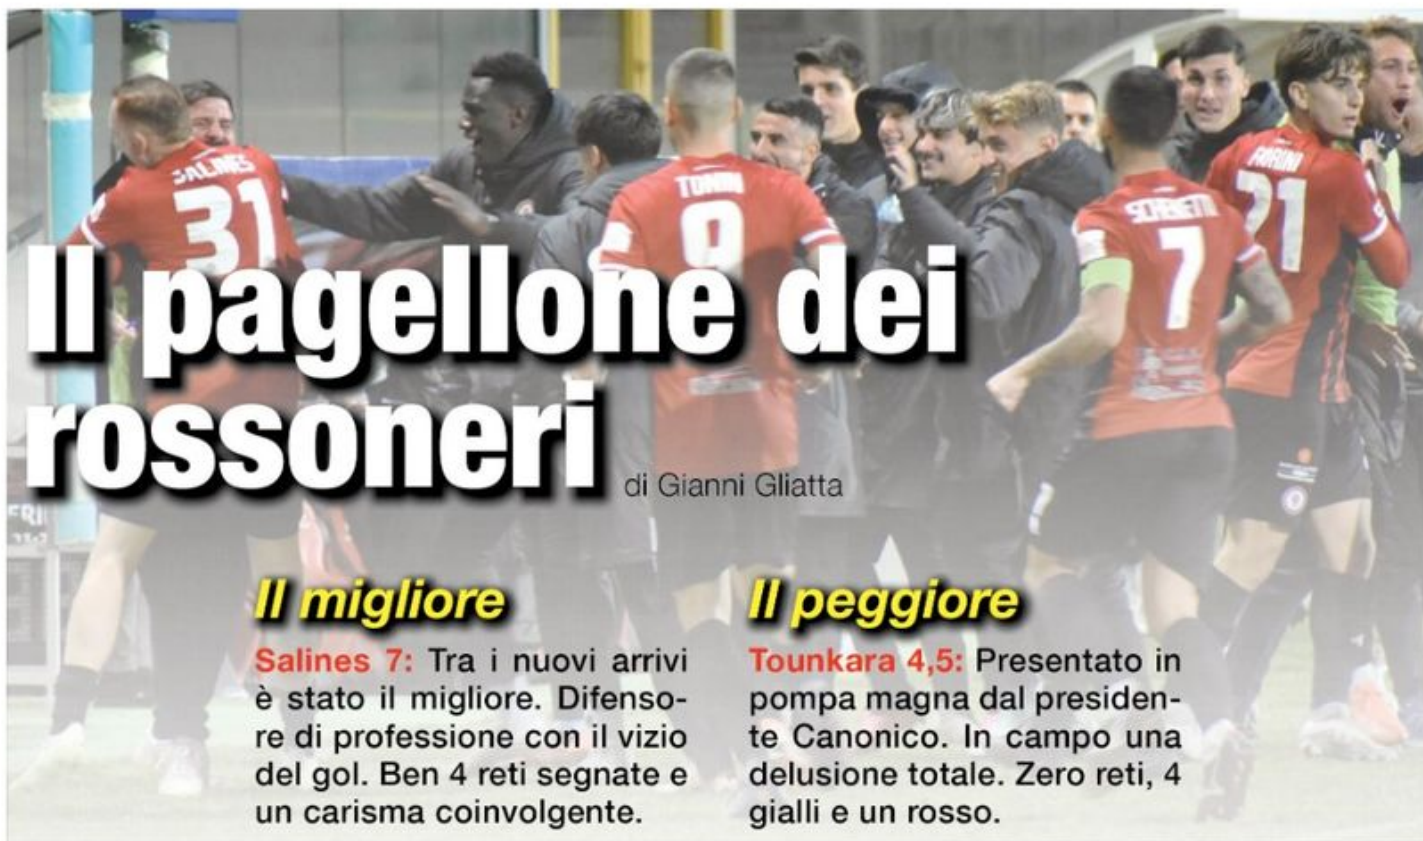 SALINES
31
TONIN
9
SCHENETTI
7
21
Il pagellone dei
rossoneri
di Gianni Gliatta
Il migliore
Salines 7: Tra i nuovi arrivi
è stato il migliore. Difenso-
re di professione con il vizio
del gol. Ben 4 reti segnate e
un carisma coinvolgente.
Il peggiore
Tounkara 4,5: Presentato in
pompa magna dal presiden-
te Canonico. In campo una
delusione totale. Zero reti, 4
gialli e un rosso.